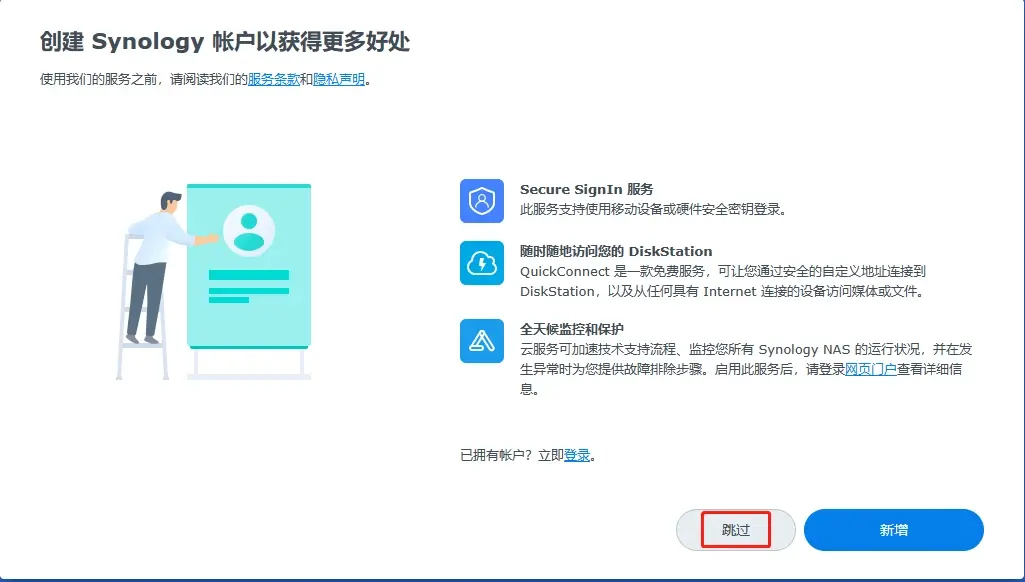 创建 Synology 帐户以获得更多好处
使用我们的服务之前，请阅读我们的服务条款和隐私声明。
Secure SignIn 服务
此服务支持使用移动设备或硬件安全密钥登录。
随时随地访问您的 DiskStation
QuickConnect 是一款免费服务，可让您通过安全的自定义地址连接到
DiskStation，以及从任何具有 Internet 连接的设备访问媒体或文件。
全天候监控和保护
云服务可加速技术支持流程、监控您所有 Synology NAS 的运行状况，并在发
生异常时为您提供故障排除步骤。启用此服务后，请登录网页门户查看详细信
息。
已拥有帐户？立即登录。
跳过
新增